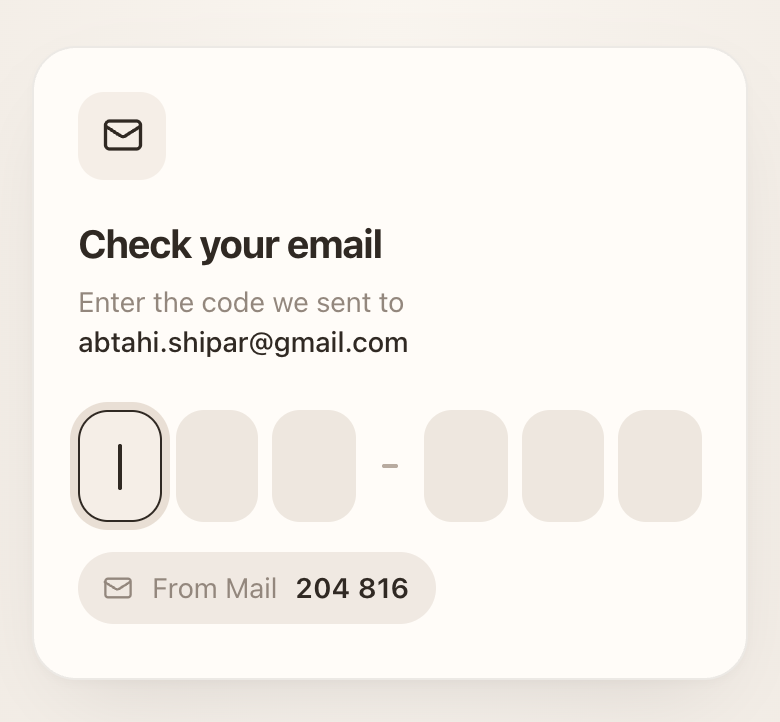 Check your email
Enter the code we sent to
abtahi.shipar@gmail.com
-
From Mail 204 816